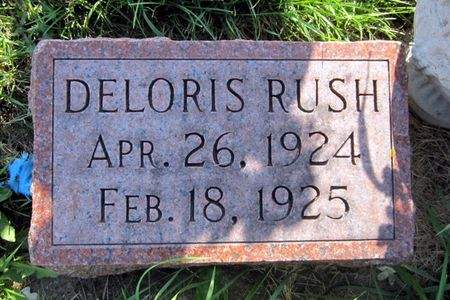 DELORIS RUSH
APR. 26, 1924
FEB. 18, 1925